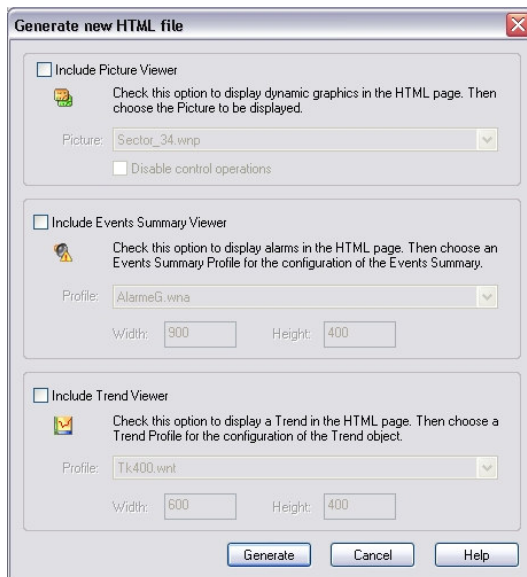 Generate new HTML file
Include Picture Viewer
Check this option to display dynamic graphics in the HTML page. Then
choose the Picture to be displayed.
Picture: Sector_34.wnp
Disable control operations
Include Events Summary Viewer
Check this option to display alarms in the HTML page. Then choose an
Events Summary Profile for the configuration of the Events Summary.
Profile: AlarmeG.wna
Width: 900 Height: 400
Include Trend Viewer
Check this option to display a Trend in the HTML page. Then choose a
Trend Profile for the configuration of the Trend object.
Profile: Tk400.wnt
Width: 600 Height: 400
Generate Cancel Help